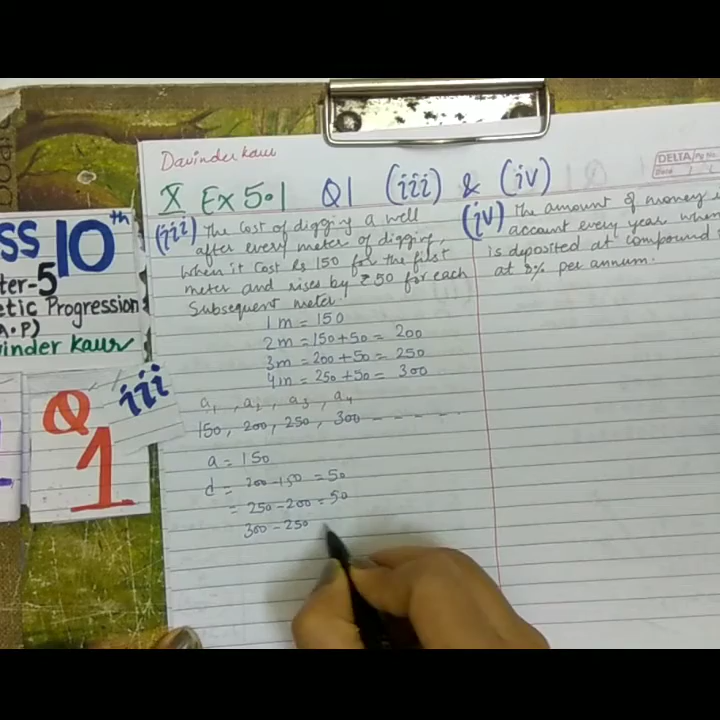 Davinder Kaur
DELTA Pg No.
Date
X Ex 5.1 Q1 (iii) & (iv)
(iii) The cost of digging a well
after every meter of digging,
when it cost Rs 150 for the first
meter and rises by ₹50 for each
Subsequent meter.
1m = 150
2m = 150+50 = 200
3m = 200+50 = 250
4m = 250+50 = 300
a₁, a₂, a₃, a₄
150, 200, 250, 300 - - - - - -
a = 150
d = 200-150 = 50
= 250-200 = 50
300-250
(iv) The amount of money
account every year when
is deposited at compound
at 8% per annum.
SS 10th
ter-5
etic Progression
A.P)
inder Kaur
Q iii
1